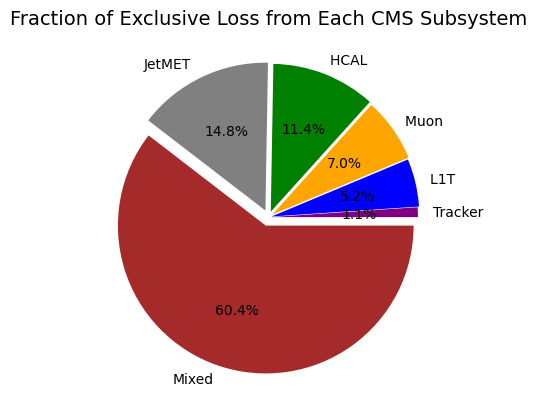 Fraction of Exclusive Loss from Each CMS Subsystem
HCAL
JetMET
14.8%
11.4%
Muon
7.0%
L1T
5.2%
Tracker
1.1%
60.4%
Mixed